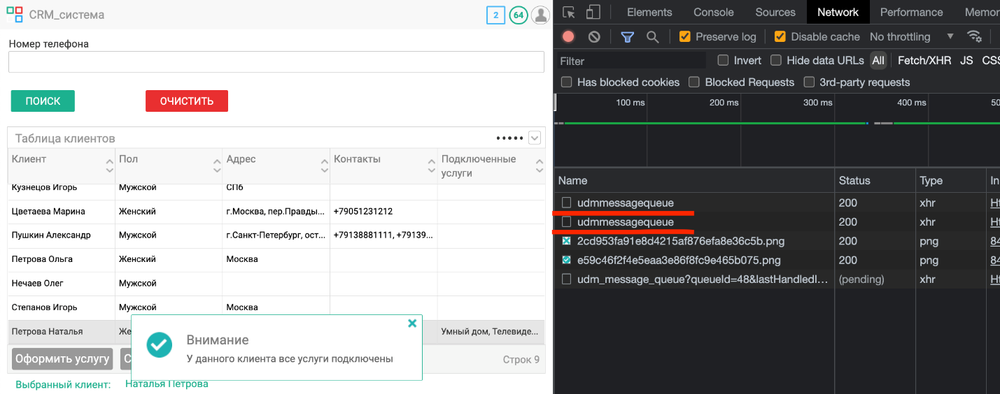 CRM_система
2
64
Номер телефона
ПОИСК
ОЧИСТИТЬ
Таблица клиентов
Клиент Пол Адрес Контакты Подключенные услуги
Кузнецов Игорь Мужской СПб
Цветаева Марина Женский г.Москва, пер.Правды... +79051231212
Пушкин Александр Мужской г.Санкт-Петербург, ост... +79138881111, +79139...
Петрова Ольга Женский Москва
Нечаев Олег Мужской
Степанов Игорь Мужской Москва
Петрова Наталья Же Умный дом, Телевиде...
Внимание
У данного клиента все услуги подключены
Оформить услугу С Строк 9
Выбранный клиент: Наталья Петрова
Elements Console Sources Network Performance Memor
Preserve log Disable cache No throttling
Filter Invert Hide data URLs All Fetch/XHR JS CSS
Has blocked cookies Blocked Requests 3rd-party requests
100 ms 200 ms 300 ms 400 ms 50
Name Status Type In
udmmessagequeue 200 xhr Ht
udmmessagequeue 200 xhr Ht
2cd953fa91e8d4215af876efa8e36c5b.png 200 png 84
e59c46f2f4e5eaa3e86f8fc9e465b075.png 200 png 84
udm_message_queue?queueId=48&lastHandledI... (pending) xhr Ht